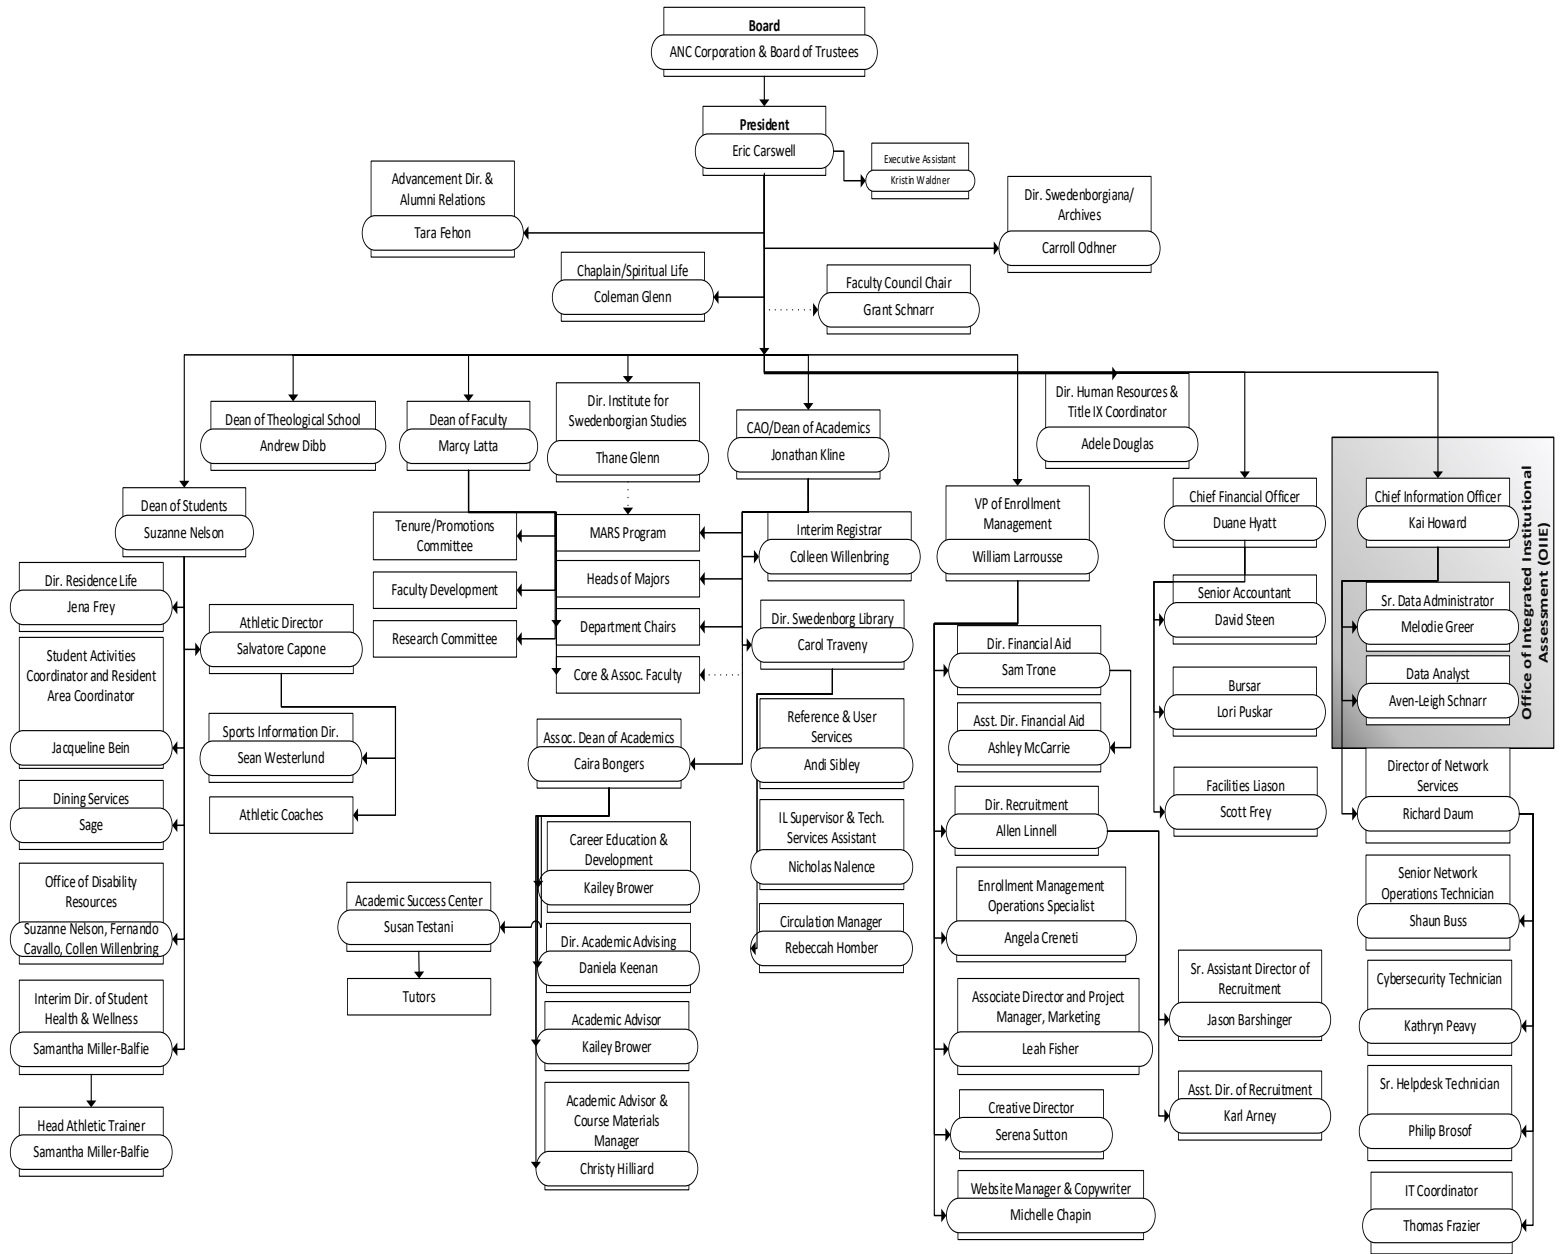 Board
ANC Corporation & Board of Trustees
President
Eric Carswell
Executive Assistant
Kristin Waldner
Advancement Dir. &
Alumni Relations
Tara Fehon
Dir. Swedenborgiana/
Archives
Carroll Odhner
Chaplain/Spiritual Life
Coleman Glenn
Faculty Council Chair
Grant Schnarr
Dean of Theological School
Andrew Dibb
Dean of Faculty
Marcy Latta
Dir. Institute for
Swedenborgian Studies
Thane Glenn
CAO/Dean of Academics
Jonathan Kline
Dir. Human Resources &
Title IX Coordinator
Adele Douglas
Dean of Students
Suzanne Nelson
VP of Enrollment
Management
William Larrousse
Chief Financial Officer
Duane Hyatt
Chief Information Officer
Kai Howard
Office of Integrated Institutional
Assessment (OIIE)
Dir. Residence Life
Jena Frey
Student Activities
Coordinator and Resident
Area Coordinator
Jacqueline Bein
Dining Services
Sage
Office of Disability
Resources
Suzanne Nelson, Fernando
Cavallo, Collen Willenbring
Interim Dir. of Student
Health & Wellness
Samantha Miller-Balfie
Head Athletic Trainer
Samantha Miller-Balfie
Athletic Director
Salvatore Capone
Sports Information Dir.
Sean Westerlund
Athletic Coaches
Tenure/Promotions
Committee
Faculty Development
Research Committee
MARS Program
Heads of Majors
Department Chairs
Core & Assoc. Faculty
Interim Registrar
Colleen Willenbring
Dir. Swedenborg Library
Carol Traveny
Reference & User
Services
Andi Sibley
IL Supervisor & Tech.
Services Assistant
Nicholas Nalence
Circulation Manager
Rebeccah Homber
Assoc. Dean of Academics
Caira Bongers
Career Education &
Development
Kailey Brower
Academic Success Center
Susan Testani
Tutors
Dir. Academic Advising
Daniela Keenan
Academic Advisor
Kailey Brower
Academic Advisor &
Course Materials
Manager
Christy Hilliard
Dir. Financial Aid
Sam Trone
Asst. Dir. Financial Aid
Ashley McCarrie
Dir. Recruitment
Allen Linnell
Enrollment Management
Operations Specialist
Angela Creneti
Associate Director and Project
Manager, Marketing
Leah Fisher
Creative Director
Serena Sutton
Website Manager & Copywriter
Michelle Chapin
Sr. Assistant Director of
Recruitment
Jason Barshinger
Asst. Dir. of Recruitment
Karl Arney
Senior Accountant
David Steen
Bursar
Lori Puskar
Facilities Liason
Scott Frey
Sr. Data Administrator
Melodie Greer
Data Analyst
Aven-Leigh Schnarr
Director of Network
Services
Richard Daum
Senior Network
Operations Technician
Shaun Buss
Cybersecurity Technician
Kathryn Peavy
Sr. Helpdesk Technician
Philip Brosof
IT Coordinator
Thomas Frazier